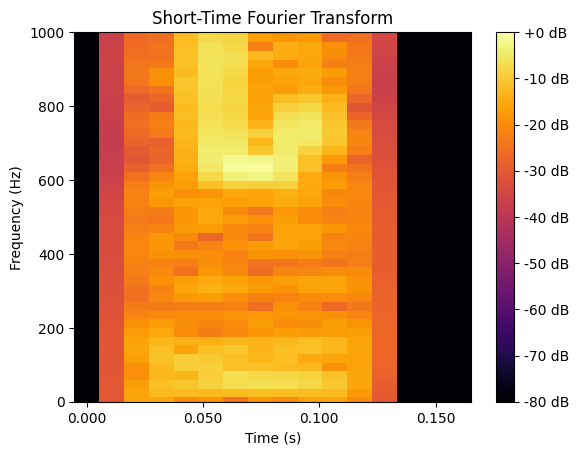 Short-Time Fourier Transform
1000
800
600
400
200
0
Frequency (Hz)
0.000
0.050
0.100
0.150
Time (s)
+0 dB
-10 dB
-20 dB
-30 dB
-40 dB
-50 dB
-60 dB
-70 dB
-80 dB